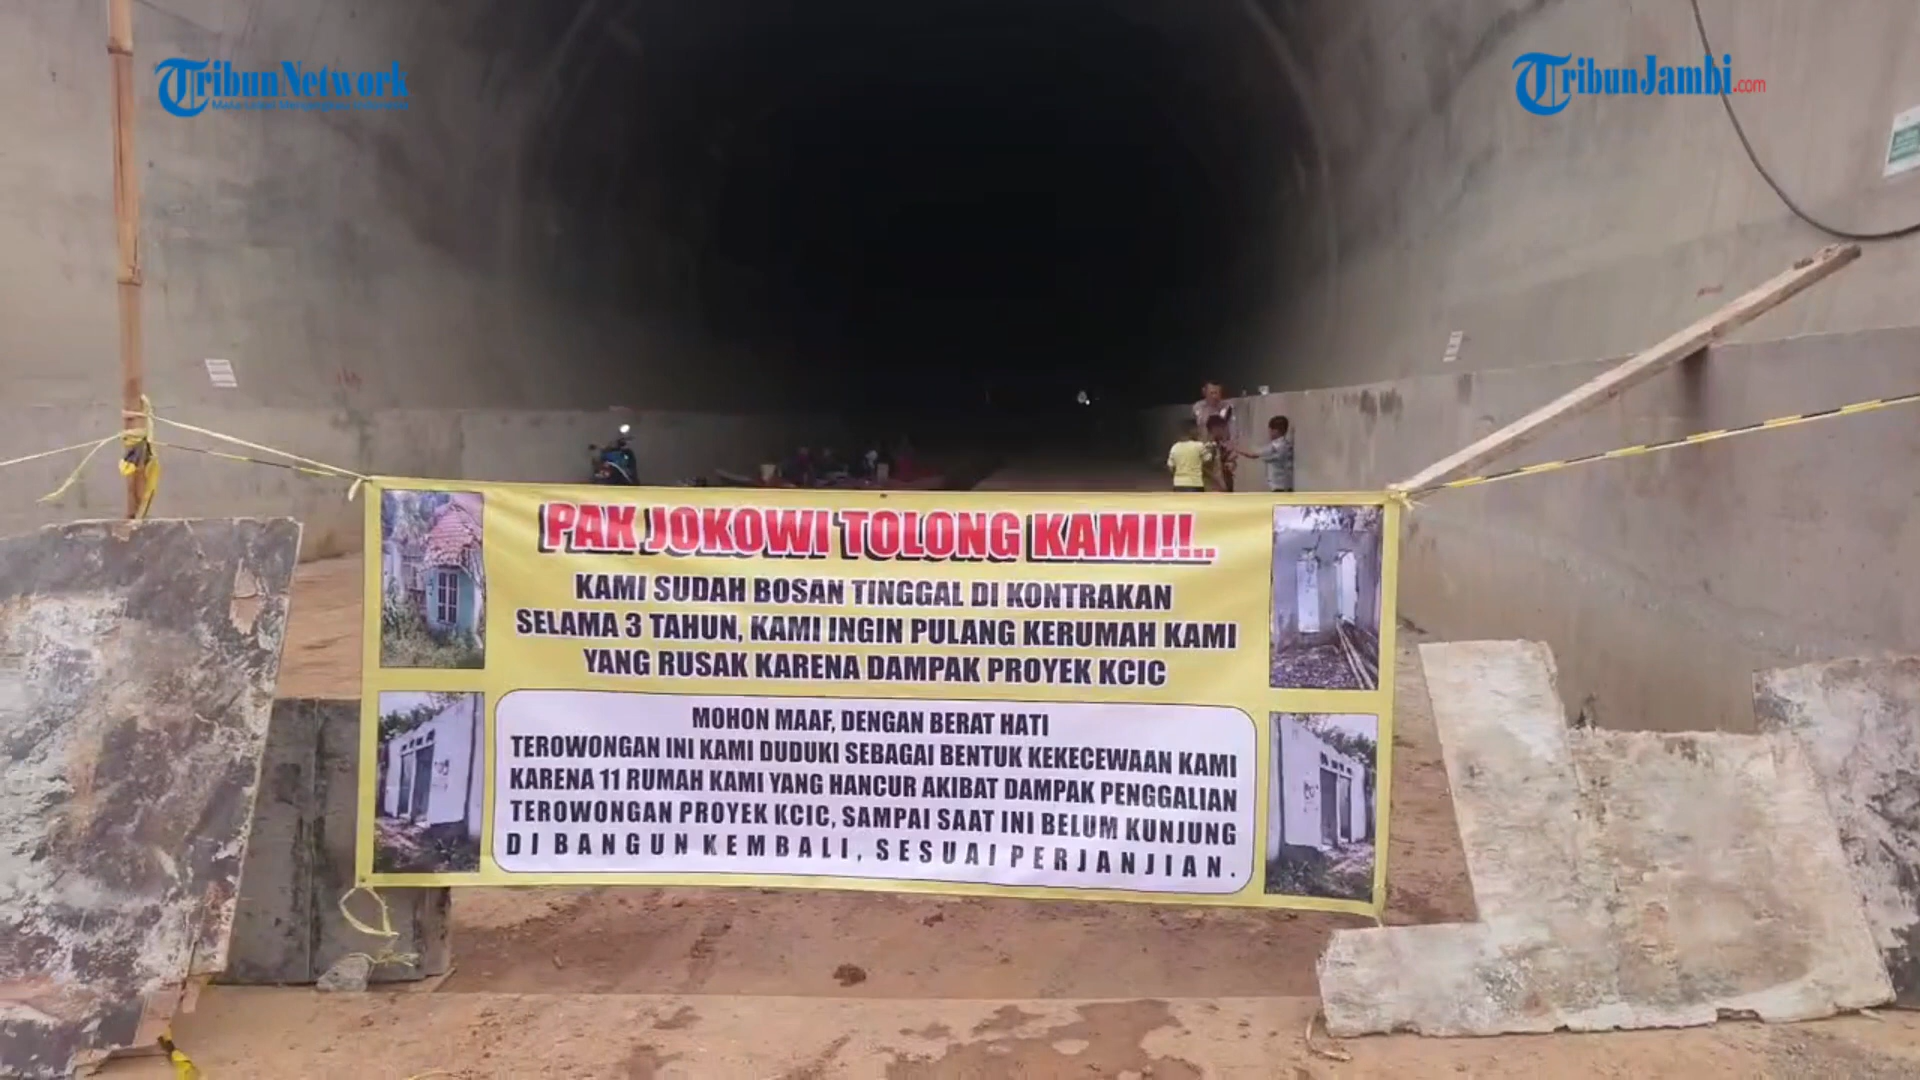 TribunNetwork
TribunJambi.com
PAK JOKOWI TOLONG KAMI!!..
KAMI SUDAH BOSAN TINGGAL DI KONTRAKAN
SELAMA 3 TAHUN, KAMI INGIN PULANG KERUMAH KAMI
YANG RUSAK KARENA DAMPAK PROYEK KCIC
MOHON MAAF, DENGAN BERAT HATI
TEROWONGAN INI KAMI DUDUKI SEBAGAI BENTUK KEKECEWAAN KAMI
KARENA 11 RUMAH KAMI YANG HANCUR AKIBAT DAMPAK PENGGALIAN
TEROWONGAN PROYEK KCIC, SAMPAI SAAT INI BELUM KUNJUNG
DI BANGUN KEMBALI, SESUAI PERJANJIAN.